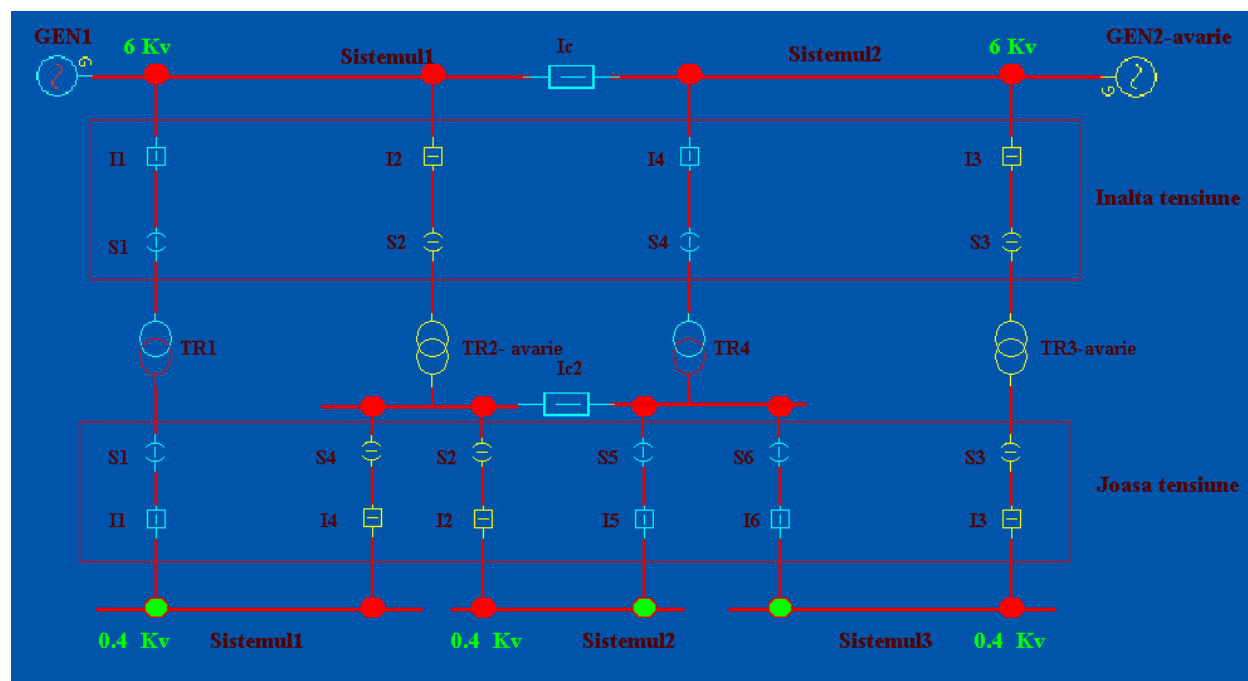 GEN1
6 Kv
Sistemul1
Ic
Sistemul2
6 Kv
GEN2-avarie
G
G
I1
I2
I4
I3
Inalta tensiune
S1
S2
S4
S3
TR1
TR2- avarie
TR4
TR3-avarie
Ic2
S1
S4
S2
S5
S6
S3
Joasa tensiune
I1
I4
I2
I5
I6
I3
0.4 Kv
Sistemul1
0.4 Kv
Sistemul2
Sistemul3
0.4 Kv